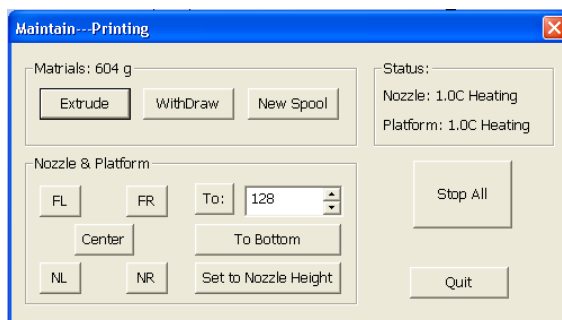 Maintain---Printing
Matrials: 604 g
Extrude WithDraw New Spool
Status:
Nozzle: 1.0C Heating
Platform: 1.0C Heating
Nozzle & Platform
FL FR To: 128
Center To Bottom
NL NR Set to Nozzle Height
Stop All
Quit